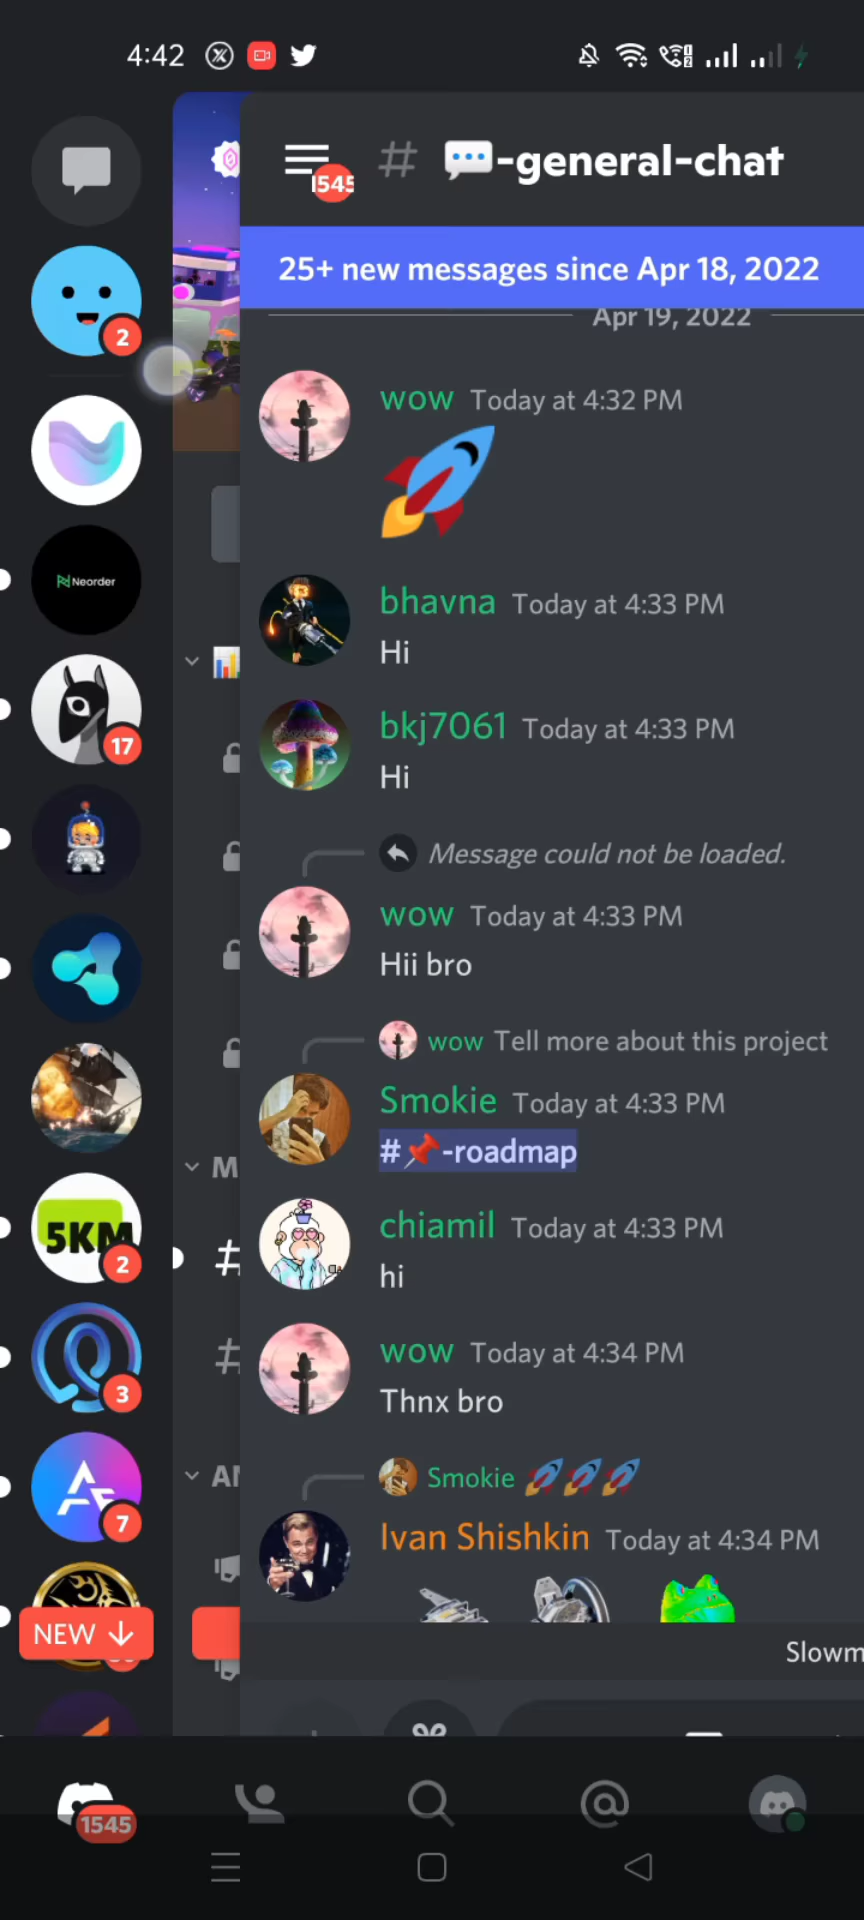 4:42
1545
# 💬-general-chat
25+ new messages since Apr 18, 2022
Apr 19, 2022
2
wow Today at 4:32 PM
🚀
Neorder
bhavna Today at 4:33 PM
Hi
17
bkj7061 Today at 4:33 PM
Hi
Message could not be loaded.
wow Today at 4:33 PM
Hii bro
wow Tell more about this project
Smokie Today at 4:33 PM
#📌-roadmap
M
5KM
2
#
chiamil Today at 4:33 PM
hi
#
3
wow Today at 4:34 PM
Thnx bro
7
Smokie 🚀🚀🚀
Ivan Shishkin Today at 4:34 PM
NEW ↓
Slowm
1545